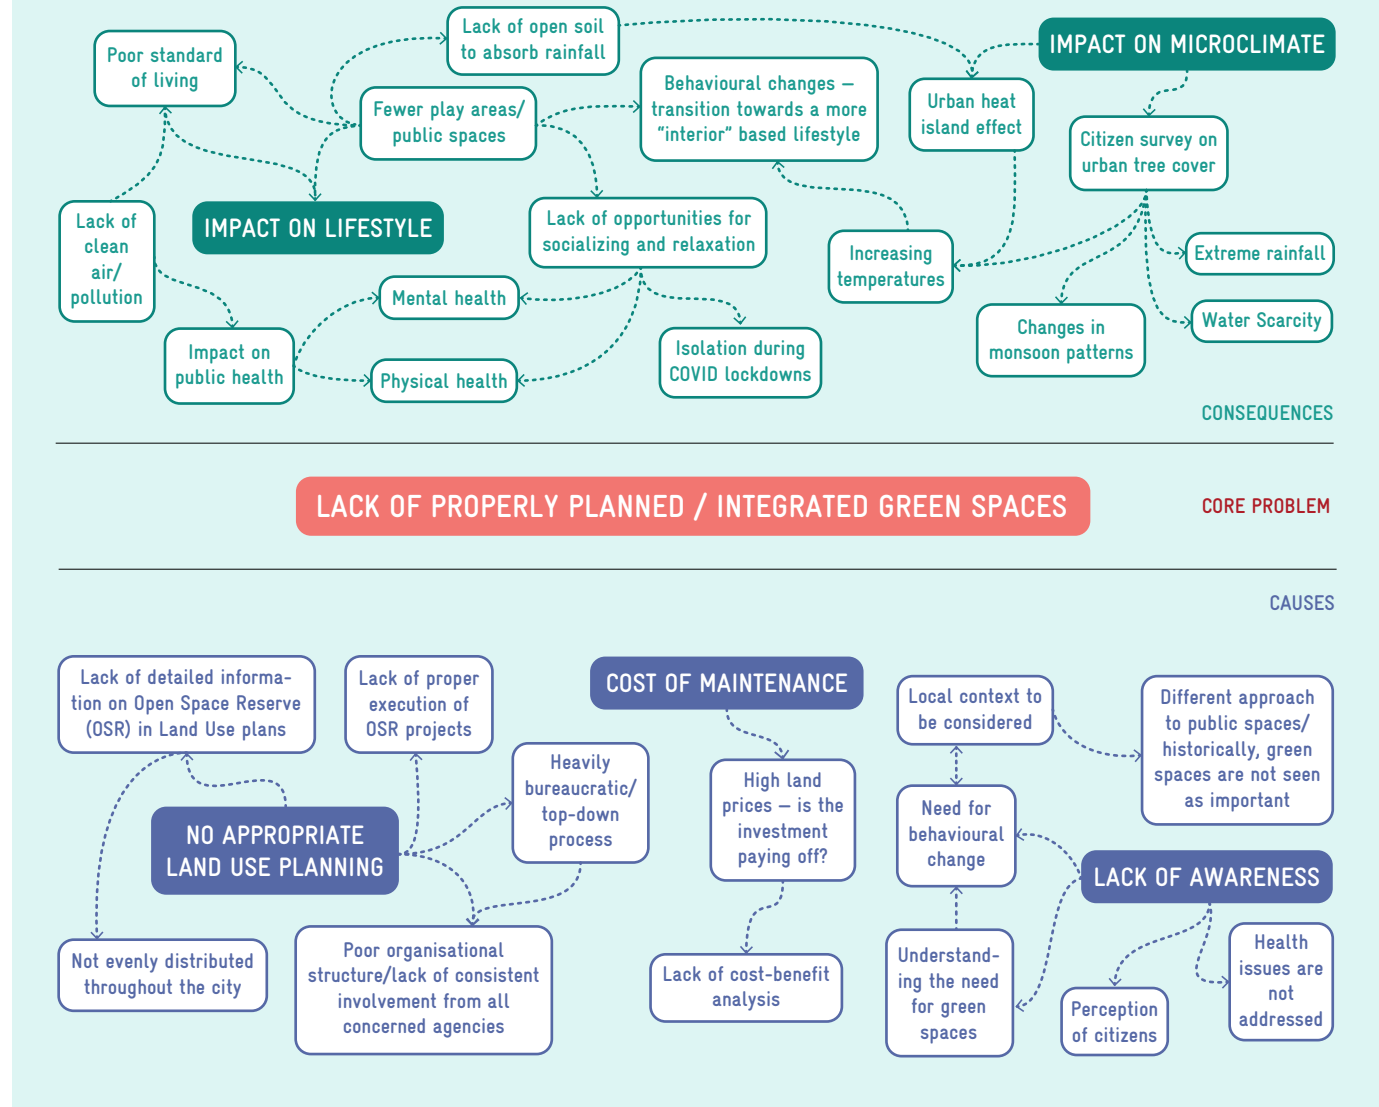 Lack of open soil
to absorb rainfall
IMPACT ON MICROCLIMATE
Poor standard
of living
Fewer play areas/
public spaces
Behavioural changes –
transition towards a more
"interior" based lifestyle
Urban heat
island effect
Citizen survey on
urban tree cover
Lack of
clean
air/
pollution
IMPACT ON LIFESTYLE
Lack of opportunities for
socializing and relaxation
Increasing
temperatures
Extreme rainfall
Mental health
Changes in
monsoon patterns
Water Scarcity
Impact on
public health
Physical health
Isolation during
COVID lockdowns
CONSEQUENCES
LACK OF PROPERLY PLANNED / INTEGRATED GREEN SPACES
CORE PROBLEM
CAUSES
Lack of detailed informa-
tion on Open Space Reserve
(OSR) in Land Use plans
Lack of proper
execution of
OSR projects
COST OF MAINTENANCE
Local context to
be considered
Different approach
to public spaces/
historically, green
spaces are not seen
as important
Heavily
bureaucratic/
top-down
process
High land
prices – is the
investment
paying off?
Need for
behavioural
change
NO APPROPRIATE
LAND USE PLANNING
LACK OF AWARENESS
Not evenly distributed
throughout the city
Poor organisational
structure/lack of consistent
involvement from all
concerned agencies
Lack of cost-benefit
analysis
Understand-
ing the need
for green
spaces
Perception
of citizens
Health
issues are
not
addressed